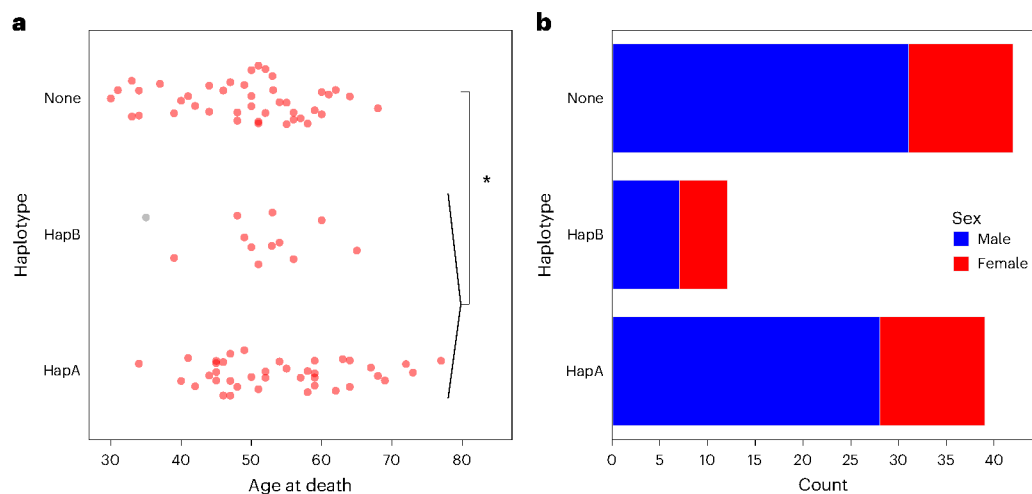 a
None
HapB
HapA
Haplotype
*
30 40 50 60 70 80
Age at death
b
None
HapB
HapA
Haplotype
Sex
Male
Female
0 5 10 15 20 25 30 35 40
Count